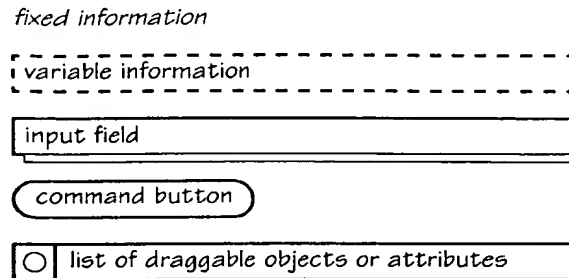 fixed information
variable information
input field
command button
list of draggable objects or attributes